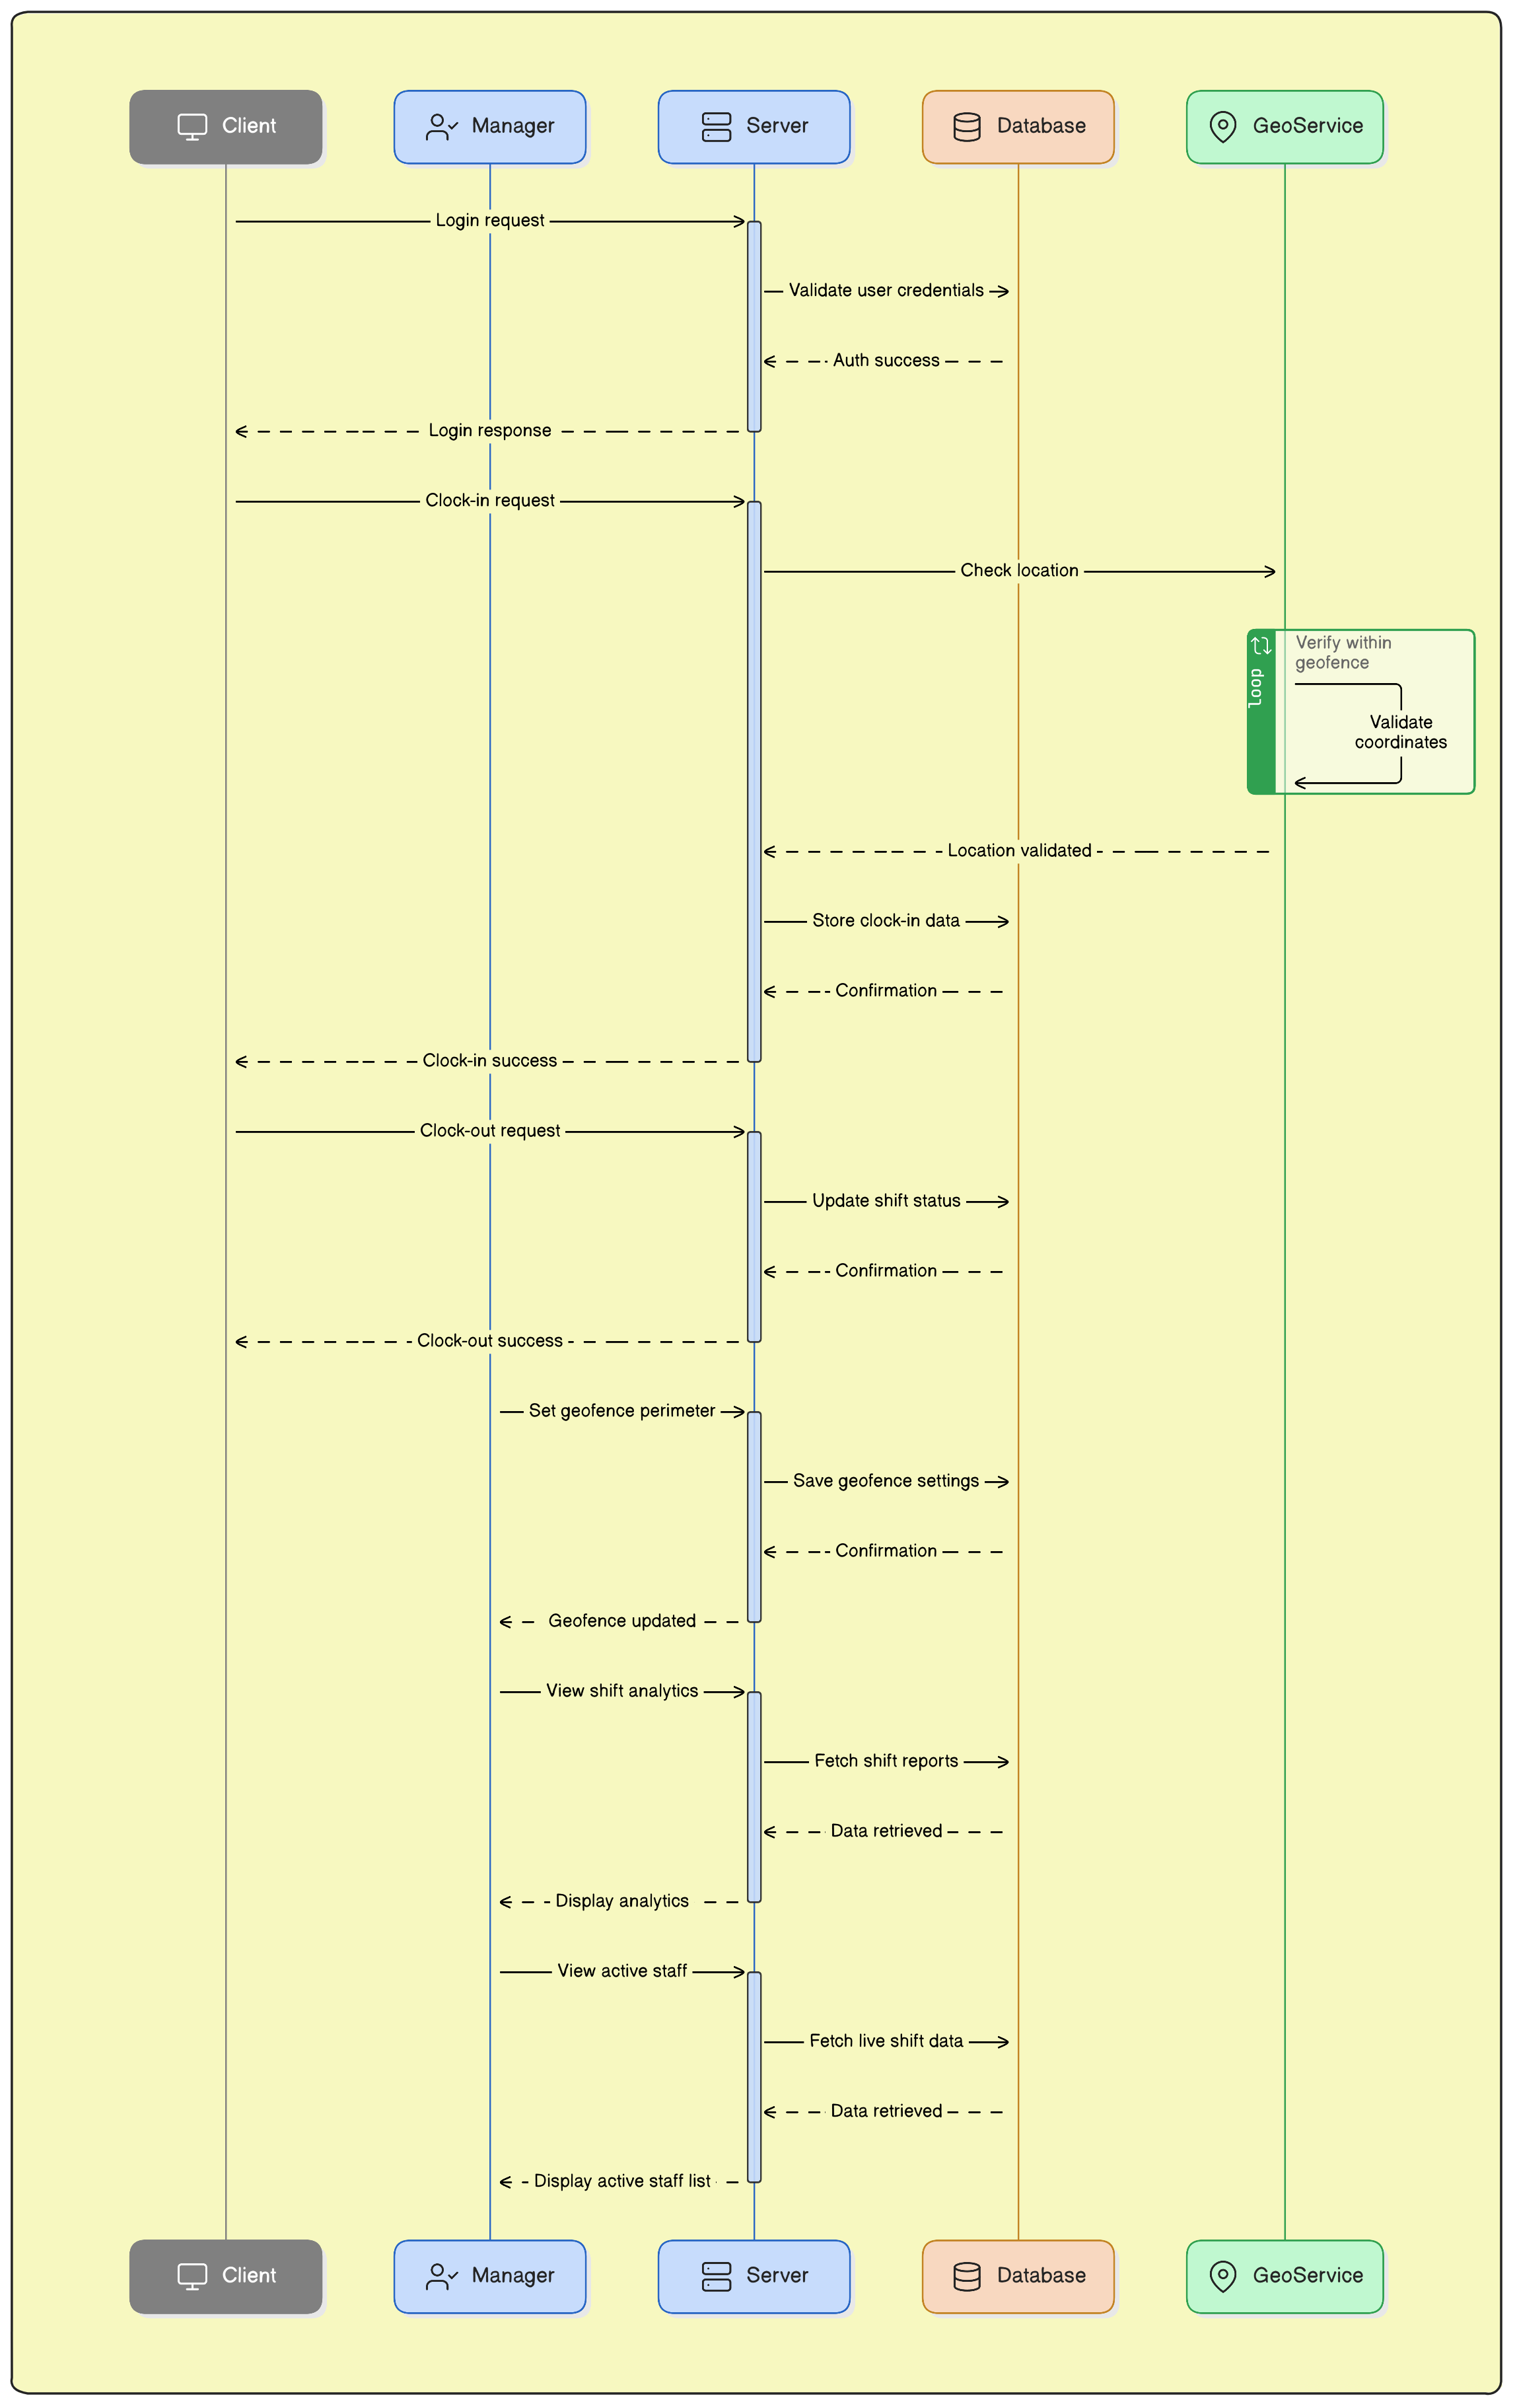 Client
Manager
Server
Database
GeoService
Login request
Validate user credentials
Auth success
Login response
Clock-in request
Check location
loop
Verify within
geofence
Validate
coordinates
Location validated
Store clock-in data
Confirmation
Clock-in success
Clock-out request
Update shift status
Confirmation
Clock-out success
Set geofence perimeter
Save geofence settings
Confirmation
Geofence updated
View shift analytics
Fetch shift reports
Data retrieved
Display analytics
View active staff
Fetch live shift data
Data retrieved
Display active staff list
Client
Manager
Server
Database
GeoService